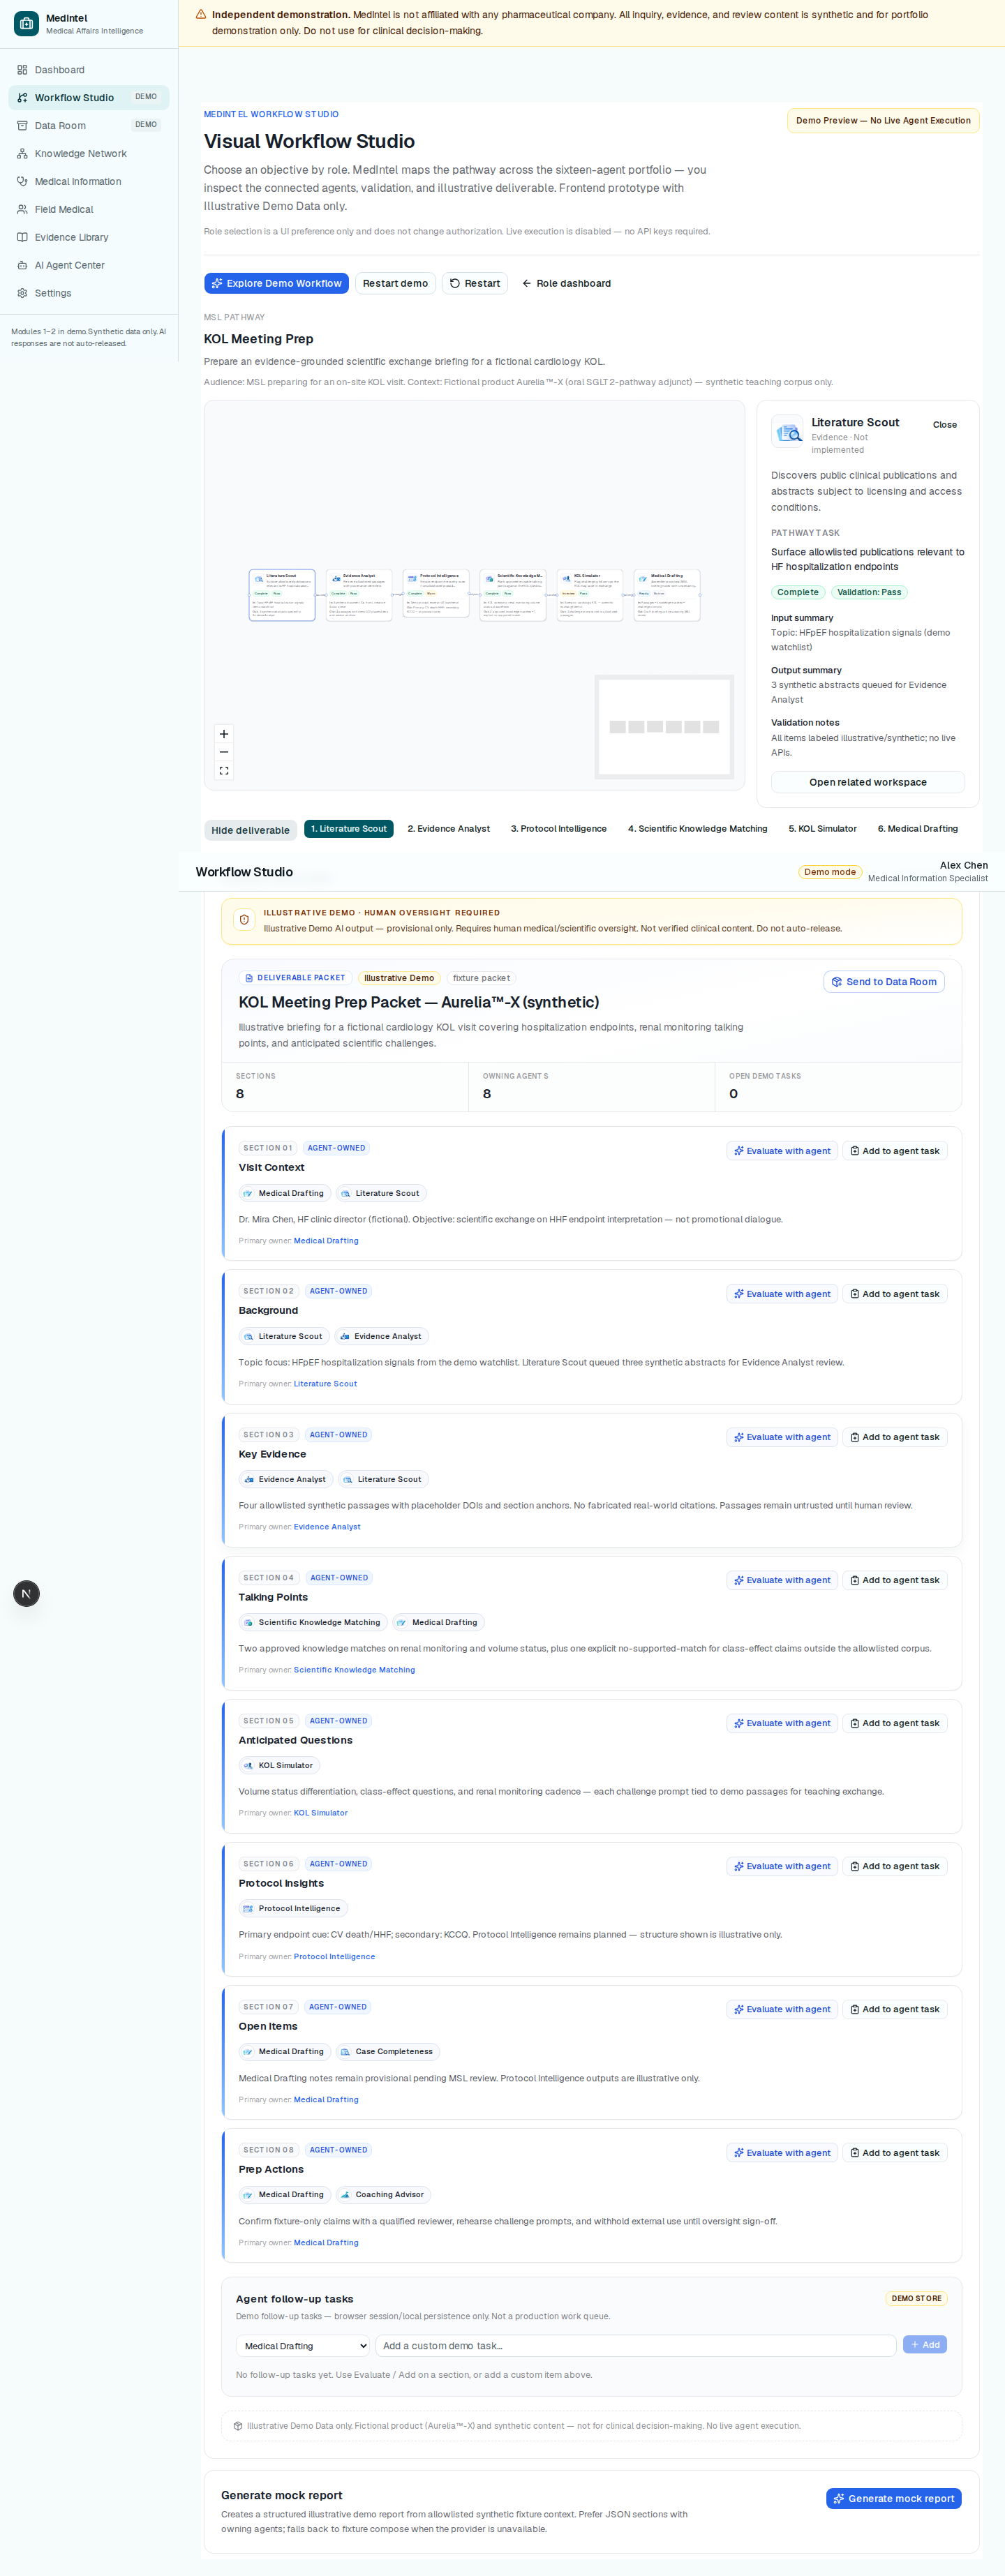 MedIntel
Medical Affairs Intelligence
Dashboard
Workflow Studio DEMO
Data Room DEMO
Knowledge Network
Medical Information
Field Medical
Evidence Library
AI Agent Center
Settings
Modules 1–2 in demo. Synthetic data only. AI
responses are not auto-released.
Independent demonstration. MedIntel is not affiliated with any pharmaceutical company. All inquiry, evidence, and review content is synthetic and for portfolio
demonstration only. Do not use for clinical decision-making.
MEDINTEL WORKFLOW STUDIO
Demo Preview — No Live Agent Execution
Visual Workflow Studio
Choose an objective by role. MedIntel maps the pathway across the sixteen-agent portfolio — you
inspect the connected agents, validation, and illustrative deliverable. Frontend prototype with
Illustrative Demo Data only.
Role selection is a UI preference only and does not change authorization. Live execution is disabled — no API keys required.
Explore Demo Workflow Restart demo Restart Role dashboard
MSL PATHWAY
KOL Meeting Prep
Prepare an evidence-grounded scientific exchange briefing for a fictional cardiology KOL.
Audience: MSL preparing for an on-site KOL visit. Context: Fictional product Aurelia™-X (oral SGLT2-pathway adjunct) — synthetic teaching corpus only.
Literature Scout
Evidence Analyst
Protocol Intelligence
Scientific Knowledge M...
KOL Simulator
Medical Drafting
Literature Scout
Close
Evidence · Not
implemented
Discovers public clinical publications and
abstracts subject to licensing and access
conditions.
PATHWAY TASK
Surface allowlisted publications relevant to
HF hospitalization endpoints
Complete Validation: Pass
Input summary
Topic: HFpEF hospitalization signals (demo
watchlist)
Output summary
3 synthetic abstracts queued for Evidence
Analyst
Validation notes
All items labeled illustrative/synthetic; no live
APIs.
Open related workspace
Hide deliverable 1. Literature Scout 2. Evidence Analyst 3. Protocol Intelligence 4. Scientific Knowledge Matching 5. KOL Simulator 6. Medical Drafting
Workflow Studio
Demo mode
Alex Chen
Medical Information Specialist
ILLUSTRATIVE DEMO · HUMAN OVERSIGHT REQUIRED
Illustrative Demo AI output — provisional only. Requires human medical/scientific oversight. Not verified clinical content. Do not auto-release.
DELIVERABLE PACKET Illustrative Demo fixture packet
Send to Data Room
KOL Meeting Prep Packet — Aurelia™-X (synthetic)
Illustrative briefing for a fictional cardiology KOL visit covering hospitalization endpoints, renal monitoring talking
points, and anticipated scientific challenges.
SECTIONS
8
OWNING AGENTS
8
OPEN DEMO TASKS
0
SECTION 01 AGENT-OWNED
Evaluate with agent Add to agent task
Visit Context
Medical Drafting Literature Scout
Dr. Mira Chen, HF clinic director (fictional). Objective: scientific exchange on HHF endpoint interpretation — not promotional dialogue.
Primary owner: Medical Drafting
SECTION 02 AGENT-OWNED
Evaluate with agent Add to agent task
Background
Literature Scout Evidence Analyst
Topic focus: HFpEF hospitalization signals from the demo watchlist. Literature Scout queued three synthetic abstracts for Evidence Analyst review.
Primary owner: Literature Scout
SECTION 03 AGENT-OWNED
Evaluate with agent Add to agent task
Key Evidence
Evidence Analyst Literature Scout
Four allowlisted synthetic passages with placeholder DOIs and section anchors. No fabricated real-world citations. Passages remain untrusted until human review.
Primary owner: Evidence Analyst
SECTION 04 AGENT-OWNED
Evaluate with agent Add to agent task
Talking Points
Scientific Knowledge Matching Medical Drafting
Two approved knowledge matches on renal monitoring and volume status, plus one explicit no-supported-match for class-effect claims outside the allowlisted corpus.
Primary owner: Scientific Knowledge Matching
SECTION 05 AGENT-OWNED
Evaluate with agent Add to agent task
Anticipated Questions
KOL Simulator
Volume status differentiation, class-effect questions, and renal monitoring cadence — each challenge prompt tied to demo passages for teaching exchange.
Primary owner: KOL Simulator
SECTION 06 AGENT-OWNED
Evaluate with agent Add to agent task
Protocol Insights
Protocol Intelligence
Primary endpoint cue: CV death/HHF; secondary: KCCQ. Protocol Intelligence remains planned — structure shown is illustrative only.
Primary owner: Protocol Intelligence
SECTION 07 AGENT-OWNED
Evaluate with agent Add to agent task
Open Items
Medical Drafting Case Completeness
Medical Drafting notes remain provisional pending MSL review. Protocol Intelligence outputs are illustrative only.
Primary owner: Medical Drafting
SECTION 08 AGENT-OWNED
Evaluate with agent Add to agent task
Prep Actions
Medical Drafting Coaching Advisor
Confirm fixture-only claims with a qualified reviewer, rehearse challenge prompts, and withhold external use until oversight sign-off.
Primary owner: Medical Drafting
Agent follow-up tasks
DEMO STORE
Demo follow-up tasks — browser session/local persistence only. Not a production work queue.
Medical Drafting Add a custom demo task… Add
No follow-up tasks yet. Use Evaluate / Add on a section, or add a custom item above.
Illustrative Demo Data only. Fictional product (Aurelia™-X) and synthetic content — not for clinical decision-making. No live agent execution.
Generate mock report
Generate mock report
Creates a structured illustrative demo report from allowlisted synthetic fixture context. Prefer JSON sections with
owning agents; falls back to fixture compose when the provider is unavailable.